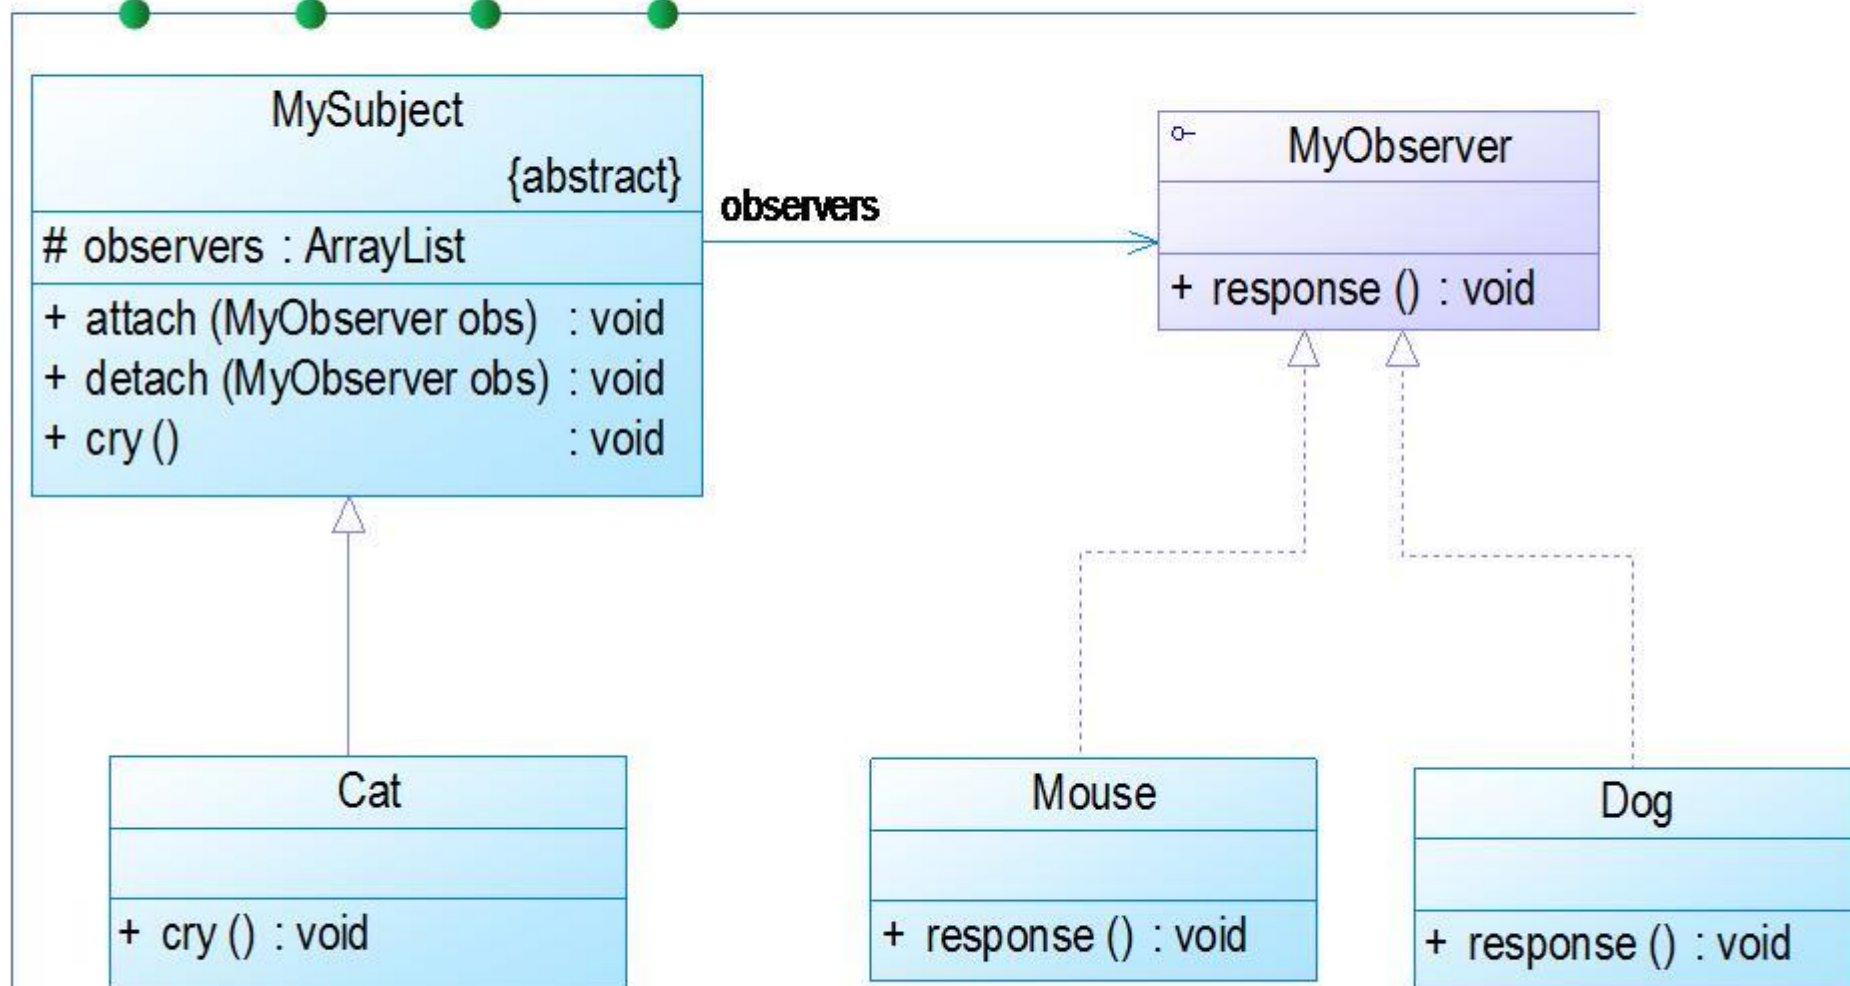 MySubject
{abstract}
# observers : ArrayList
+ attach (MyObserver obs) : void
+ detach (MyObserver obs) : void
+ cry () : void
observers
MyObserver
+ response () : void
Cat
+ cry () : void
Mouse
+ response () : void
Dog
+ response () : void